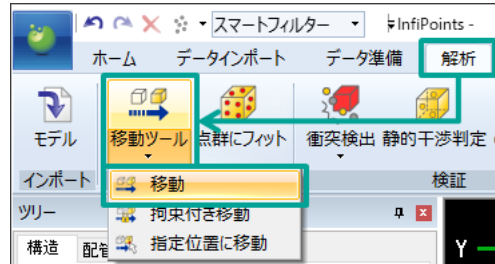 スマートフィルター
InfiPoints -
ホーム データインポート データ準備 解析
モデル 移動ツール 点群にフィット 衝突検出 静的干渉判定
インポート 検証
移動
拘束付き移動
指定位置に移動
ツリー
構造 配管
Y